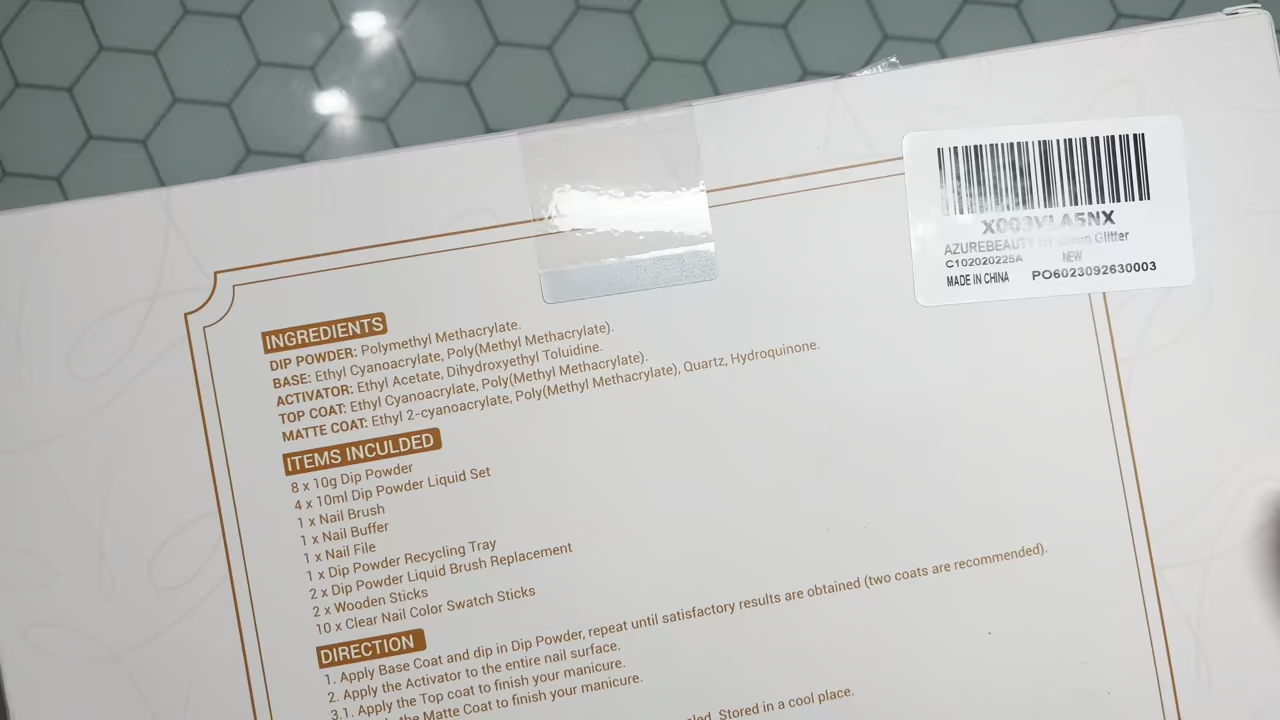 X003VLA5NX
AZUREBEAUTY Glitter
C102020225A NEW
MADE IN CHINA PO6023092630003
INGREDIENTS
DIP POWDER: Polymethyl Methacrylate.
BASE: Ethyl Cyanoacrylate, Poly(Methyl Methacrylate).
ACTIVATOR: Ethyl Acetate, Dihydroxyethyl Toluidine.
TOP COAT: Ethyl Cyanoacrylate, Poly(Methyl Methacrylate).
MATTE COAT: Ethyl 2-cyanoacrylate, Poly(Methyl Methacrylate), Quartz, Hydroquinone.
ITEMS INCULDED
8 x 10g Dip Powder
4 x 10ml Dip Powder Liquid Set
1 x Nail Brush
1 x Nail Buffer
1 x Nail File
1 x Dip Powder Recycling Tray
2 x Dip Powder Liquid Brush Replacement
2 x Wooden Sticks
10 x Clear Nail Color Swatch Sticks
DIRECTION
1. Apply Base Coat and dip in Dip Powder, repeat until satisfactory results are obtained (two coats are recommended).
2. Apply the Activator to the entire nail surface.
3.1. Apply the Top coat to finish your manicure.
the Matte Coat to finish your manicure.
Stored in a cool place.